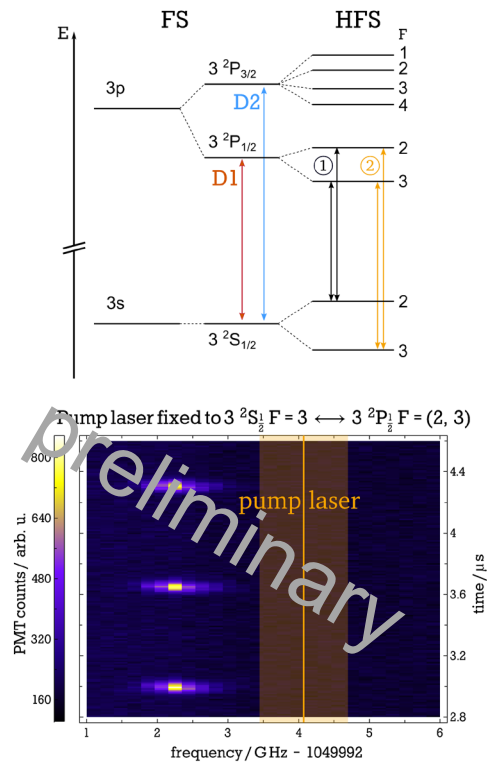 FS HFS
E
F
1
2
3
4
3 ²P₃/₂
3p
D2
3 ²P₁/₂
2
① ②
D1
3
3s
2
3 ²S₁/₂
3
Pump laser fixed to 3 ²S½ F = 3 ⟷ 3 ²P½ F = (2, 3)
preliminary
pump laser
PMT counts / arb. u.
800
640
480
320
160
4.4
4
3.6
3.2
2.8
time / μs
1 2 3 4 5 6
frequency / GHz - 1049992